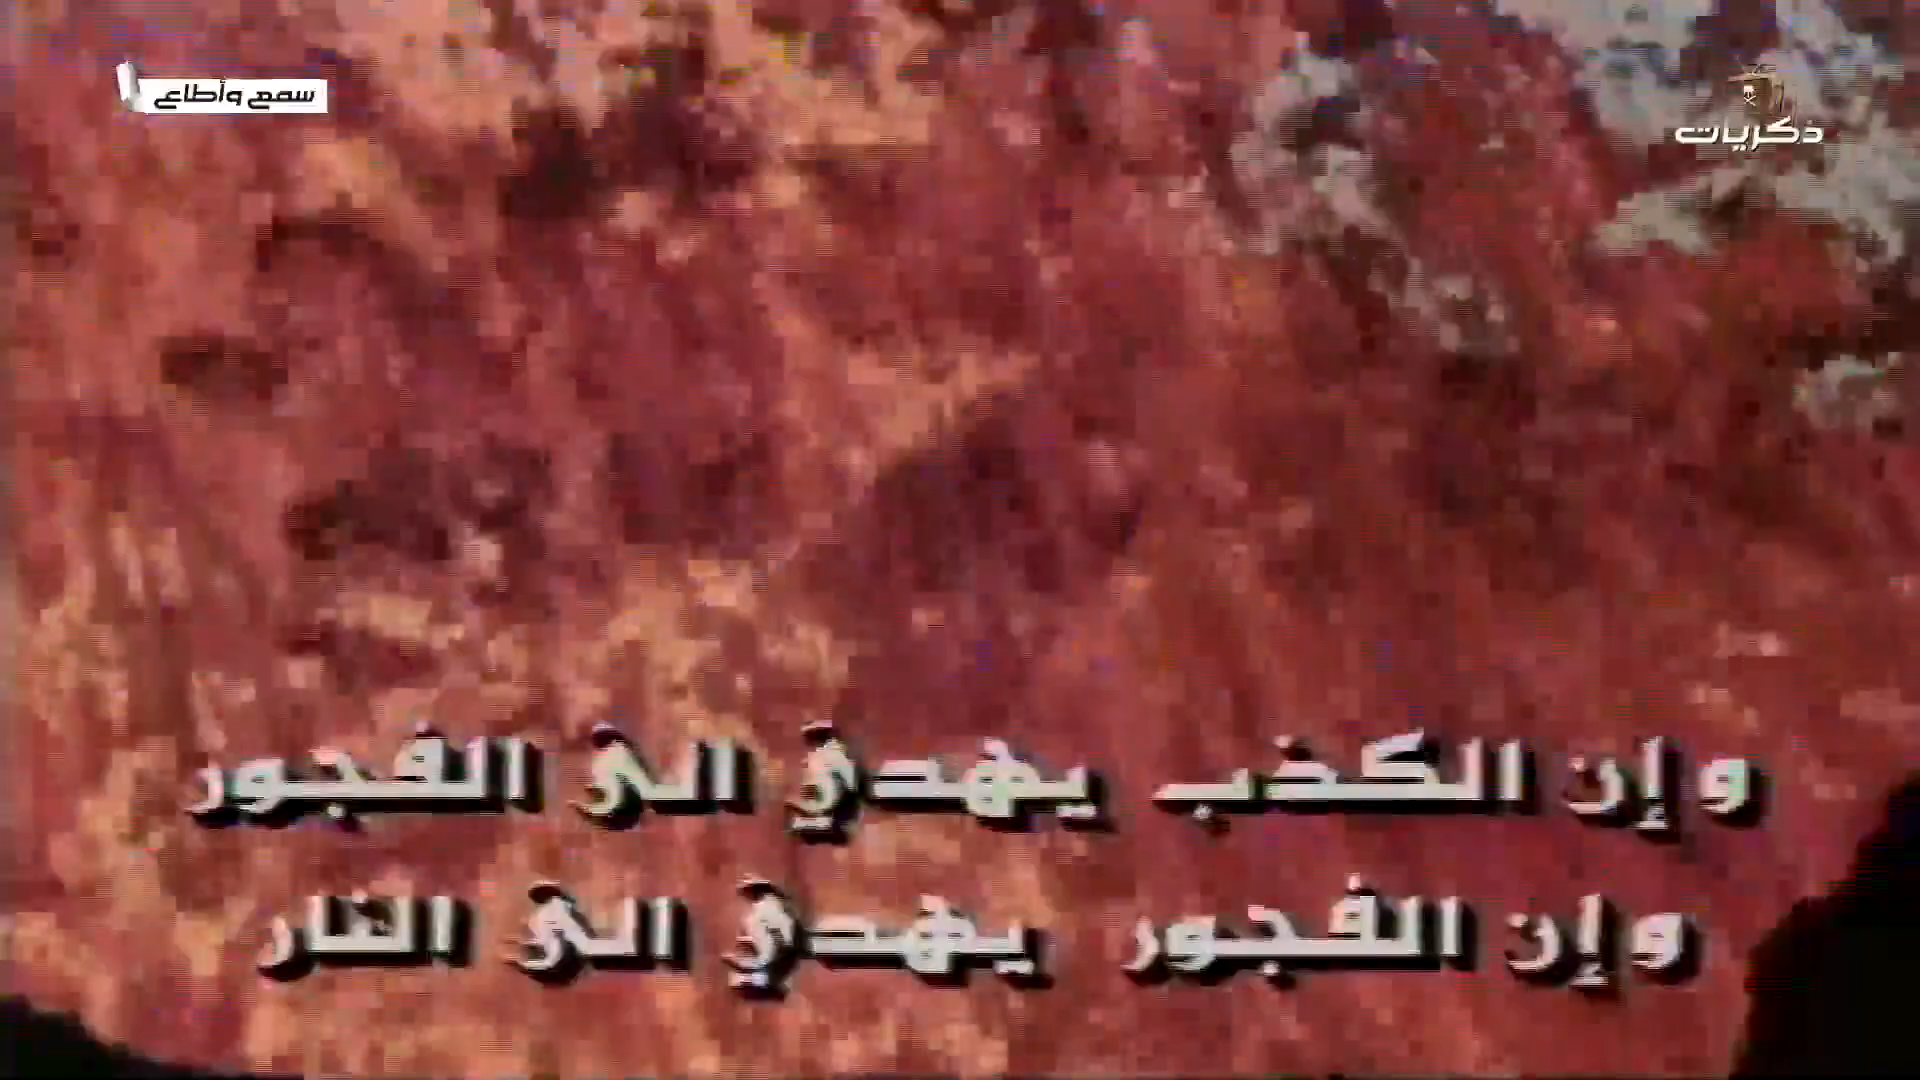 سمع وأطاع
ذكريات
وإن الكذب يهدي الى الفجور
وإن الفجور يهدي الى النار